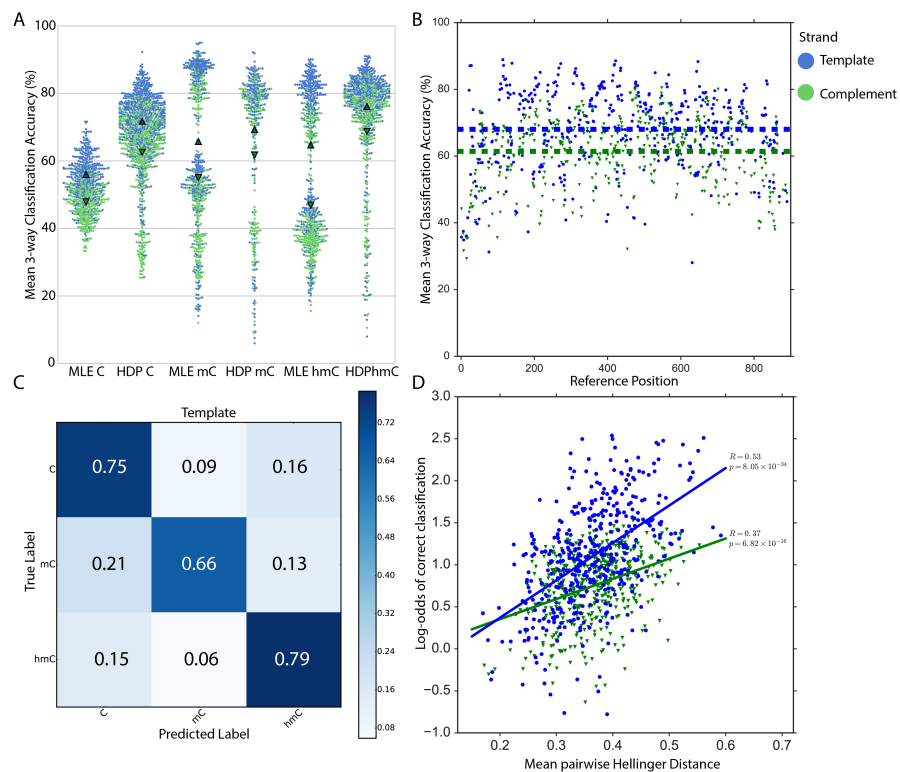 A
Mean 3-way Classification Accuracy (%)
100
80
60
40
20
0
MLE C HDP C MLE mC HDP mC MLE hmC HDPhmC
B
Mean 3-way Classification Accuracy (%)
100
80
60
40
20
0
0 200 400 600 800
Reference Position
Strand
Template
Complement
C
Template
True Label
C
mC
hmC
0.75 0.09 0.16
0.21 0.66 0.13
0.15 0.06 0.79
C mC hmC
Predicted Label
0.72
0.64
0.56
0.48
0.40
0.32
0.24
0.16
0.08
D
Log-odds of correct classification
3.0
2.5
2.0
1.5
1.0
0.5
0.0
−0.5
−1.0
R = 0.53
p = 8.05 × 10⁻³⁴
R = 0.37
p = 6.82 × 10⁻¹⁶
0.2 0.3 0.4 0.5 0.6 0.7
Mean pairwise Hellinger Distance